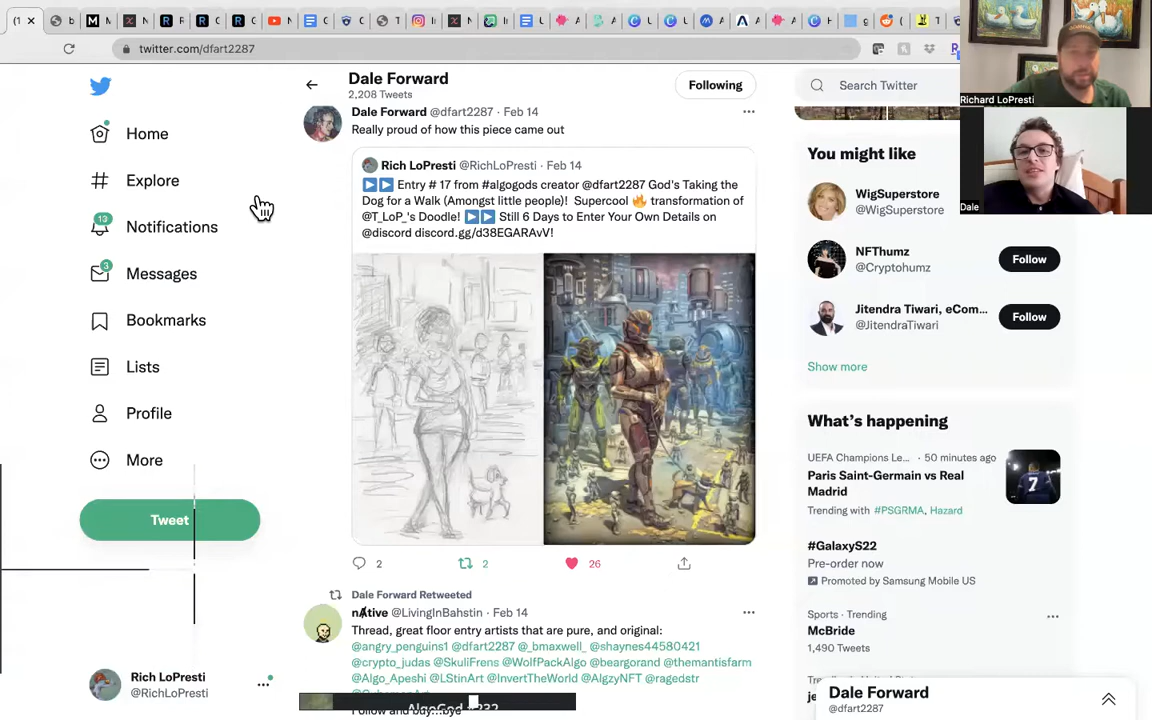 twitter.com/dfart2287
Richard LoPresti
Dale
Home
Explore
13
Notifications
3
Messages
Bookmarks
Lists
Profile
More
Tweet
Rich LoPresti
@RichLoPresti
Dale Forward
2,208 Tweets
Following
Dale Forward @dfart2287 · Feb 14
Really proud of how this piece came out
Rich LoPresti @RichLoPresti · Feb 14
Entry # 17 from #algogods creator @dfart2287 God's Taking the
Dog for a Walk (Amongst little people)! Supercool 🔥 transformation of
@T_LoP_'s Doodle! ▶️▶️ Still 6 Days to Enter Your Own Details on
@discord discord.gg/d38EGARAvV!
2
2
26
Dale Forward Retweeted
nAtive @LivingInBahstin · Feb 14
Thread, great floor entry artists that are pure, and original:
@angry_penguins1 @dfart2287 @_bmaxwell_ @shaynes44580421
@crypto_judas @SkuliFrens @WolfPackAlgo @beargorand @themantisfarm
@Algo_Apeshi @LStinArt @InvertTheWorld @AlgzyNFT @ragedstr
Search Twitter
You might like
WigSuperstore
@WigSuperstore
NFThumz
@Cryptohumz
Follow
Jitendra Tiwari, eCom...
@JitendraTiwari
Follow
Show more
What's happening
UEFA Champions Le... · 50 minutes ago
Paris Saint-Germain vs Real
Madrid
Trending with #PSGRMA, Hazard
7
#GalaxyS22
Pre-order now
Promoted by Samsung Mobile US
Sports · Trending
McBride
1,490 Tweets
Dale Forward
@dfart2287